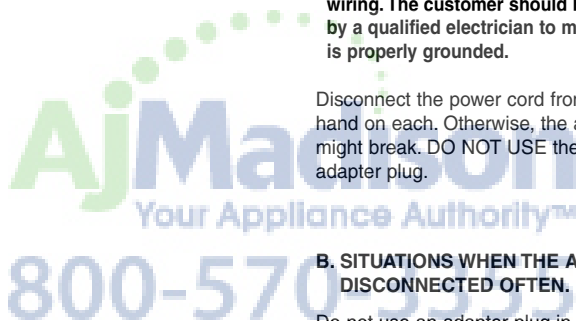 wiring. The customer should
by a qualified electrician to
is properly grounded.
Disconnect the power cord
hand on each. Otherwise, the
might break. DO NOT USE the
adapter plug.
AjMadison
Your Appliance Authority™
800-570-3355
B. SITUATIONS WHEN THE
DISCONNECTED OFTEN.
Do not use an adapter plug in